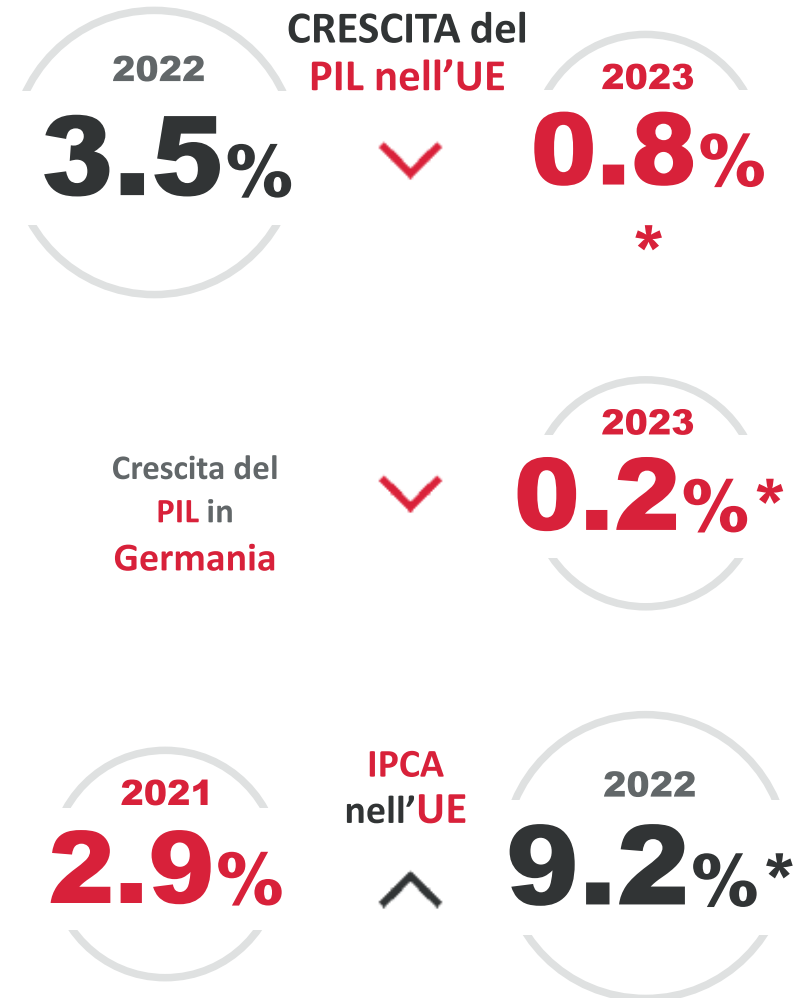 CRESCITA del
PIL nell’UE
2022
3.5%
2023
0.8%
*
Crescita del
PIL in
Germania
2023
0.2%*
IPCA
nell’UE
2021
2.9%
2022
9.2%*